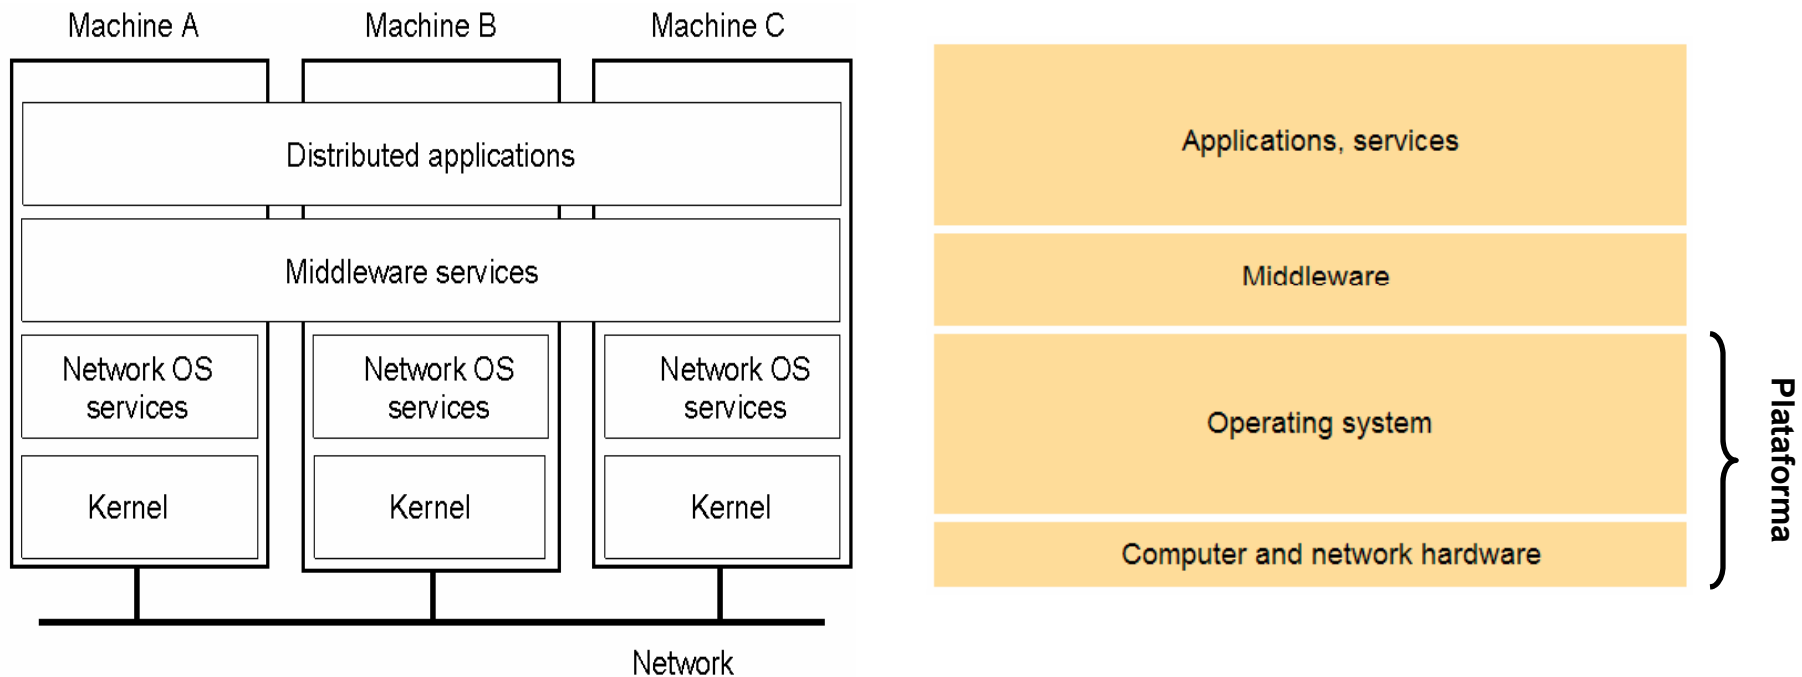 Machine A
Machine B
Machine C
Distributed applications
Middleware services
Network OS
services
Network OS
services
Network OS
services
Kernel
Kernel
Kernel
Network
Applications, services
Middleware
Operating system
Computer and network hardware
Plataforma